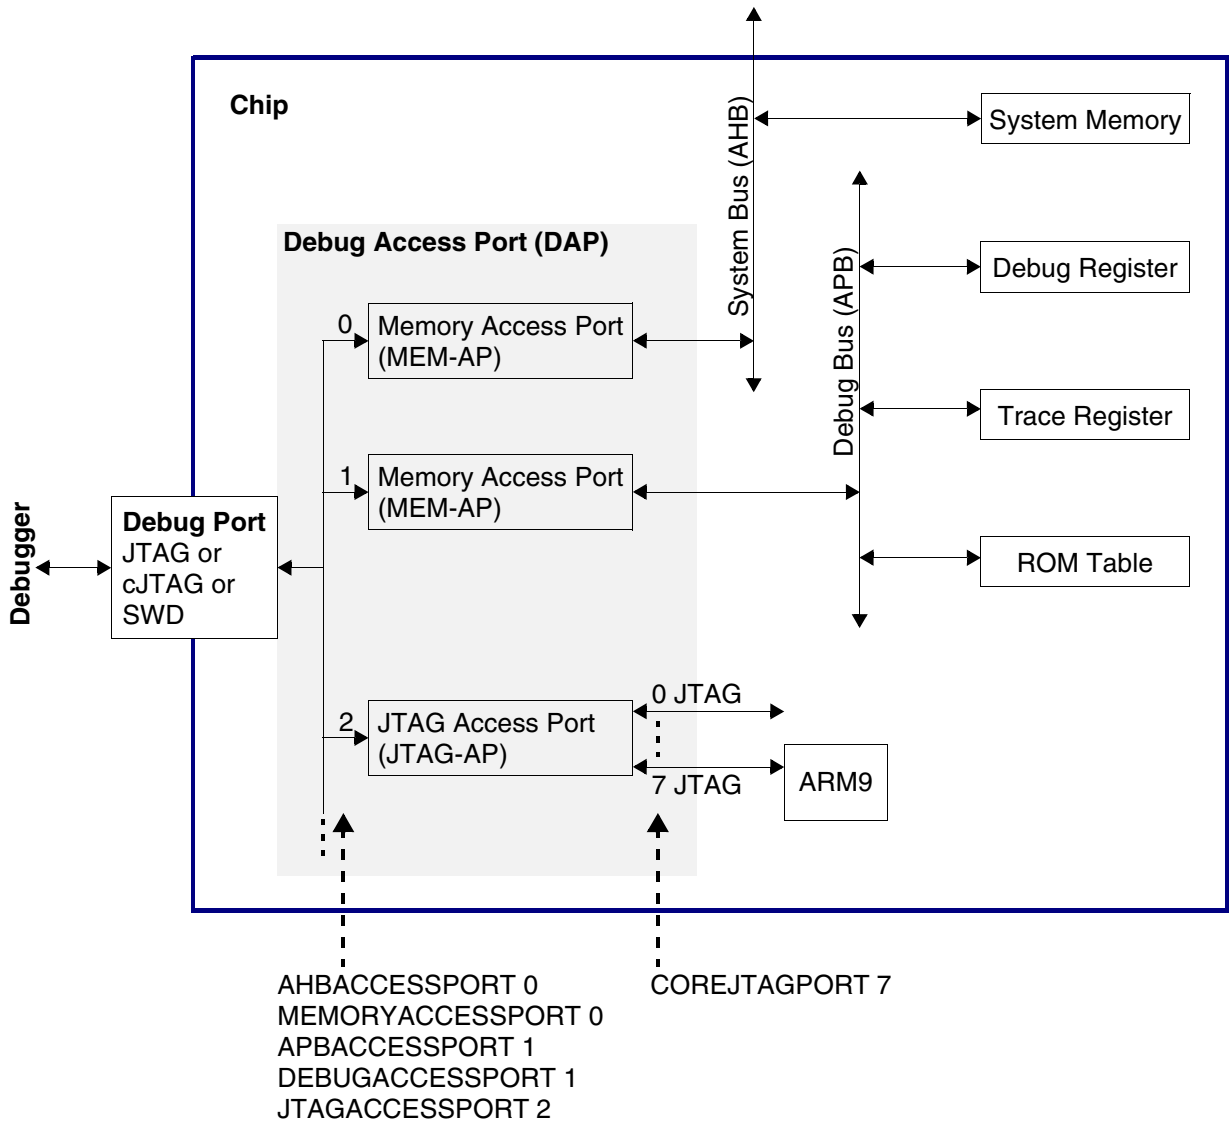 Chip
System Bus (AHB)
System Memory
Debug Access Port (DAP)
Debug Bus (APB)
Debug Register
0
Memory Access Port
(MEM-AP)
Trace Register
1
Memory Access Port
(MEM-AP)
Debugger
Debug Port
JTAG or
cJTAG or
SWD
ROM Table
2
JTAG Access Port
(JTAG-AP)
0 JTAG
7 JTAG
ARM9
AHBACCESSPORT 0
MEMORYACCESSPORT 0
APBACCESSPORT 1
DEBUGACCESSPORT 1
JTAGACCESSPORT 2
COREJTAGPORT 7